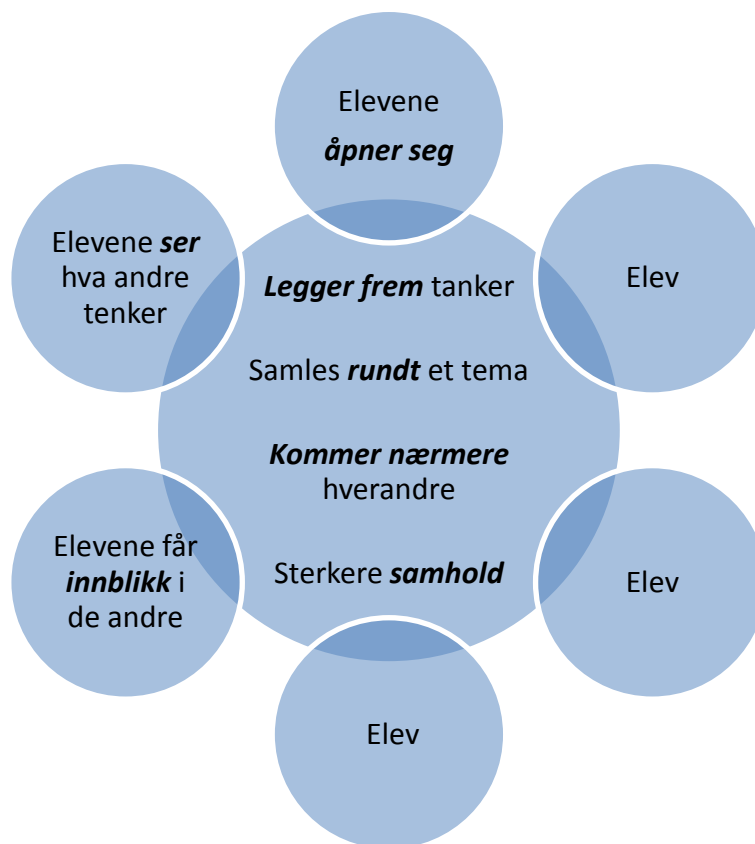 Elevene
åpner seg
Elevene ser
hva andre
tenker
Elev
Legger frem tanker
Samles rundt et tema
Kommer nærmere
hverandre
Sterkere samhold
Elevene får
innblikk i
de andre
Elev
Elev